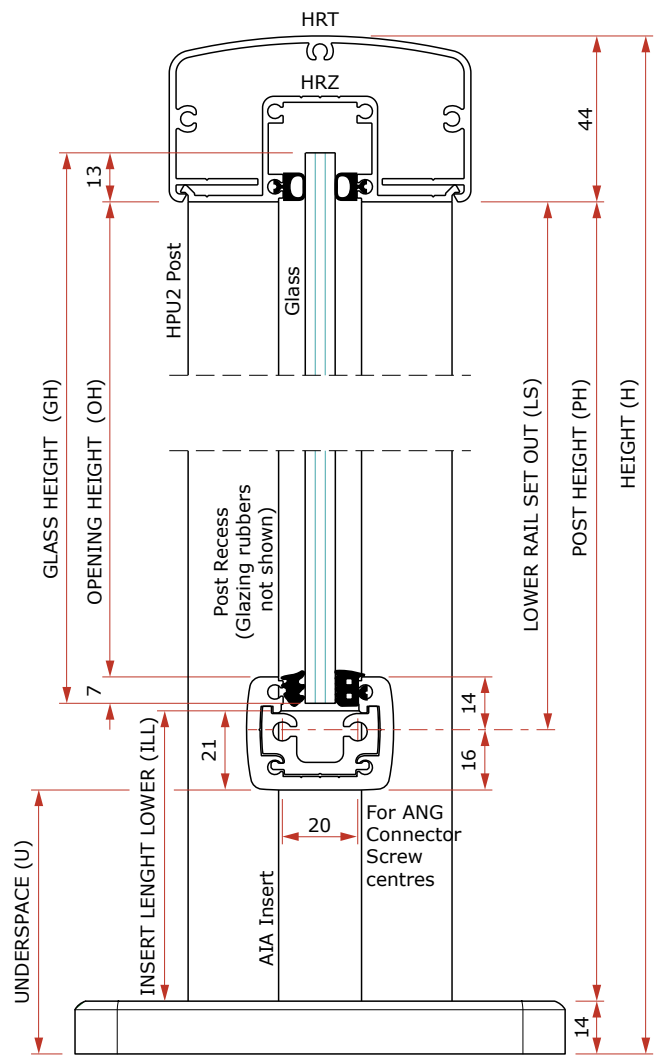 HRT
HRZ
44
13
HPU2 Post
Glass
GLASS HEIGHT (GH)
OPENING HEIGHT (OH)
LOWER RAIL SET OUT (LS)
POST HEIGHT (PH)
HEIGHT (H)
Post Recess
(Glazing rubbers
not shown)
7
14
21
16
20
For ANG
Connector
Screw
centres
INSERT LENGHT LOWER (ILL)
UNDERSPACE (U)
AIA Insert
14